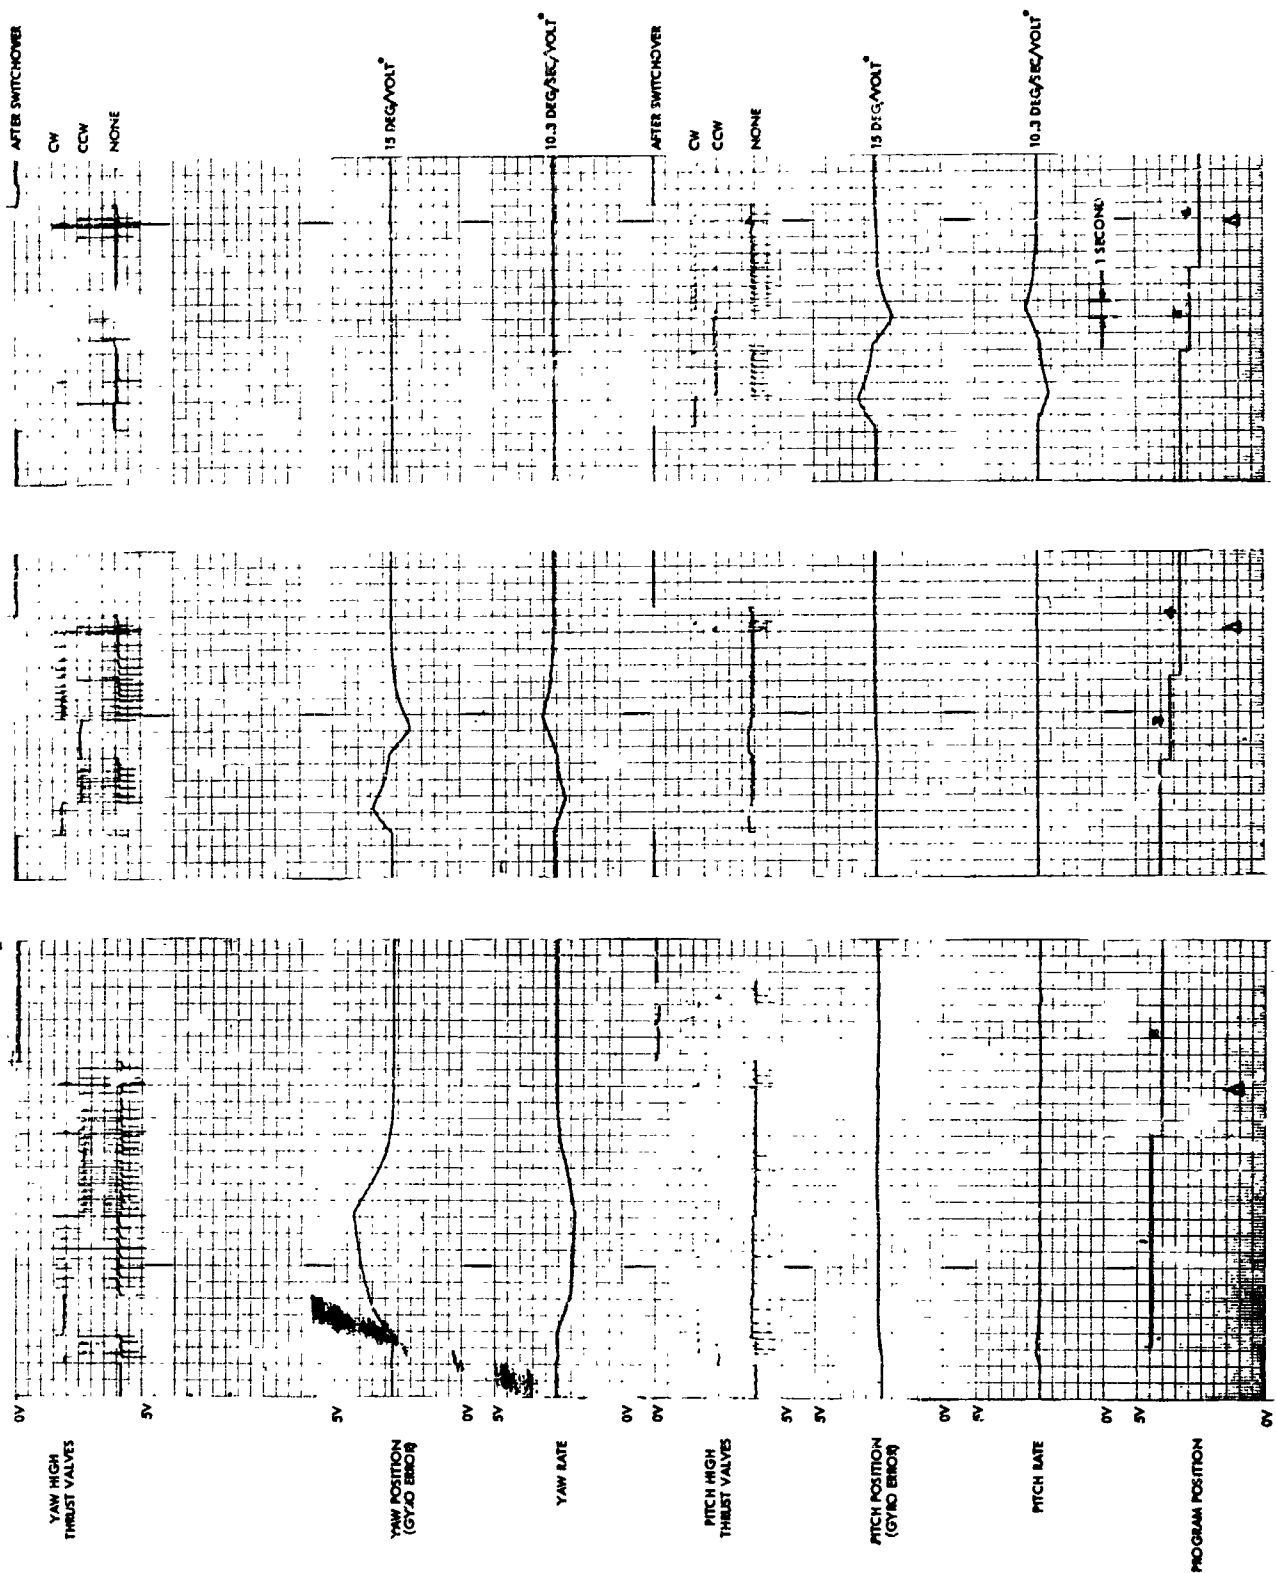 AFTER SWITCHOVER
CW
CCW
NONE
15 DEG/VOLT*
10.3 DEG/SEC/VOLT*
AFTER SWITCHOVER
CW
CCW
NONE
15 DEG/VOLT*
10.3 DEG/SEC/VOLT*
1 SECOND
0V
YAW HIGH
THRUST VALVES
5V
5V
YAW POSITION
(GYRO ERROR)
0V
5V
YAW RATE
0V
0V
PITCH HIGH
THRUST VALVES
5V
5V
PITCH POSITION
(GYRO ERROR)
0V
5V
PITCH RATE
0V
5V
PROGRAM POSITION
0V